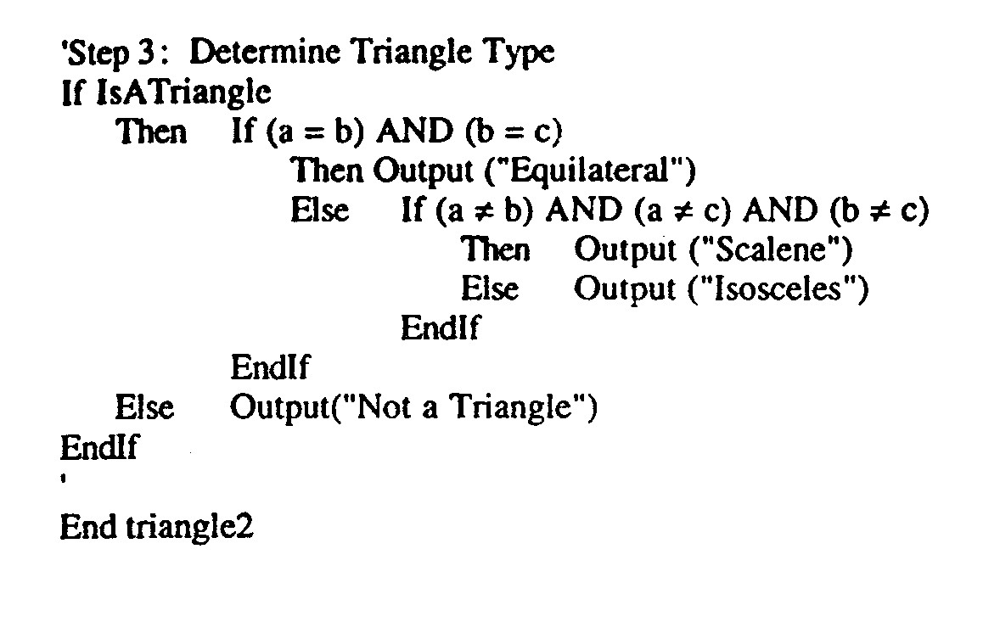 'Step 3: Determine Triangle Type
If IsATriangle
Then If (a = b) AND (b = c)
Then Output ("Equilateral")
Else If (a ≠ b) AND (a ≠ c) AND (b ≠ c)
Then Output ("Scalene")
Else Output ("Isosceles")
EndIf
EndIf
Else Output("Not a Triangle")
EndIf
'
End triangle2